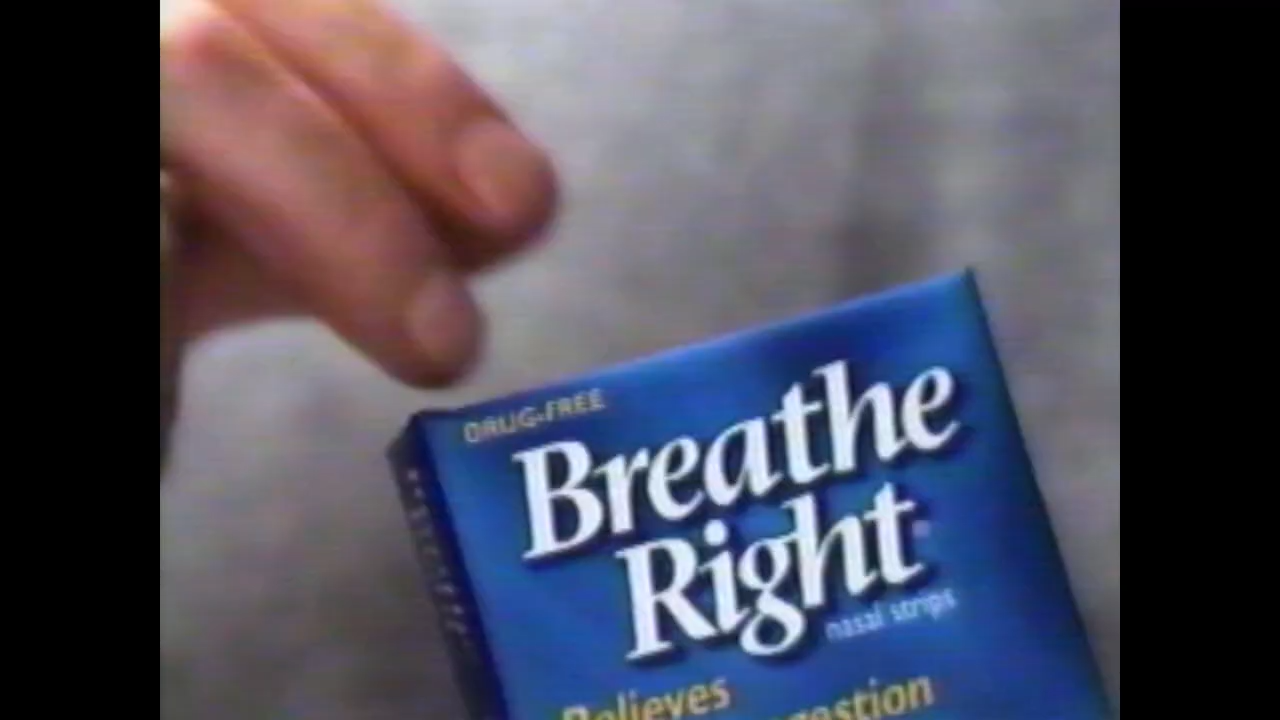 DRUG-FREE
Breathe
Right
nasal strips
Relieves